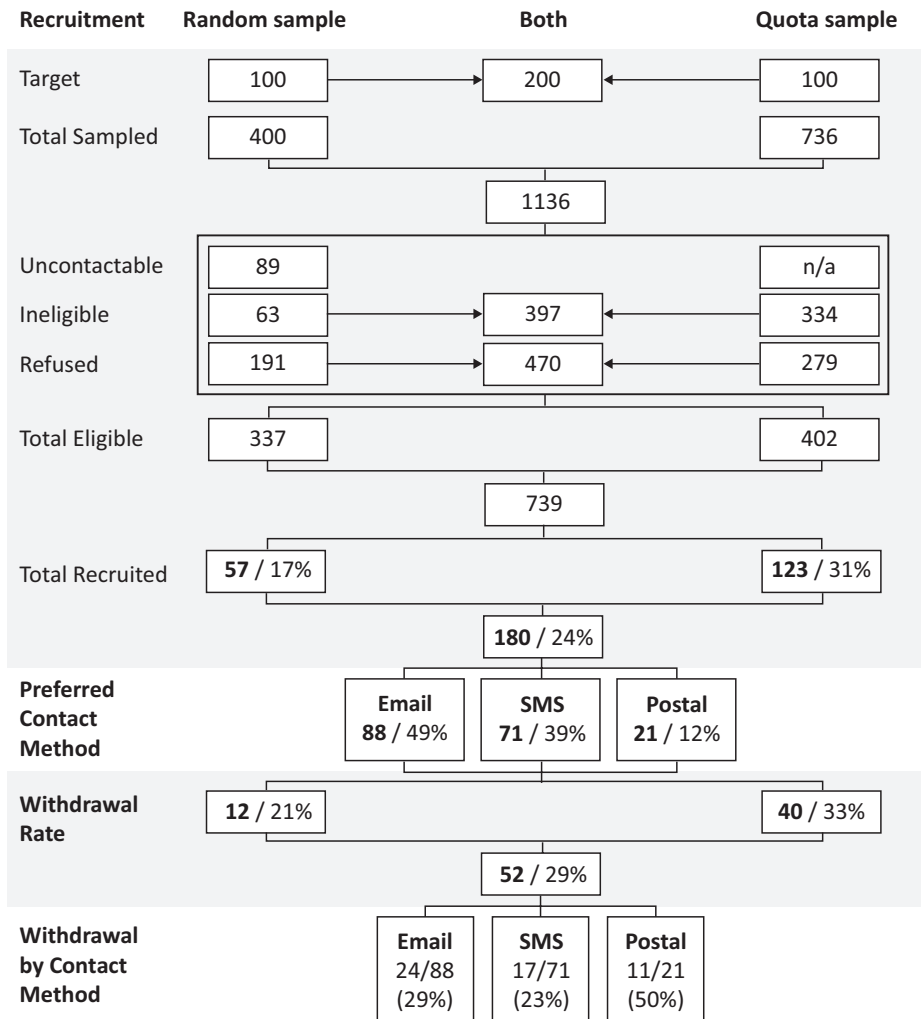 Recruitment Random sample Both Quota sample
Target 100 200 100
Total Sampled 400 736
1136
Uncontactable 89 n/a
Ineligible 63 397 334
Refused 191 470 279
Total Eligible 337 402
739
Total Recruited 57 / 17% 123 / 31%
180 / 24%
Preferred
Contact
Method
Email SMS Postal
88 / 49% 71 / 39% 21 / 12%
Withdrawal
Rate
12 / 21% 40 / 33%
52 / 29%
Withdrawal
by Contact
Method
Email SMS Postal
24/88 17/71 11/21
(29%) (23%) (50%)